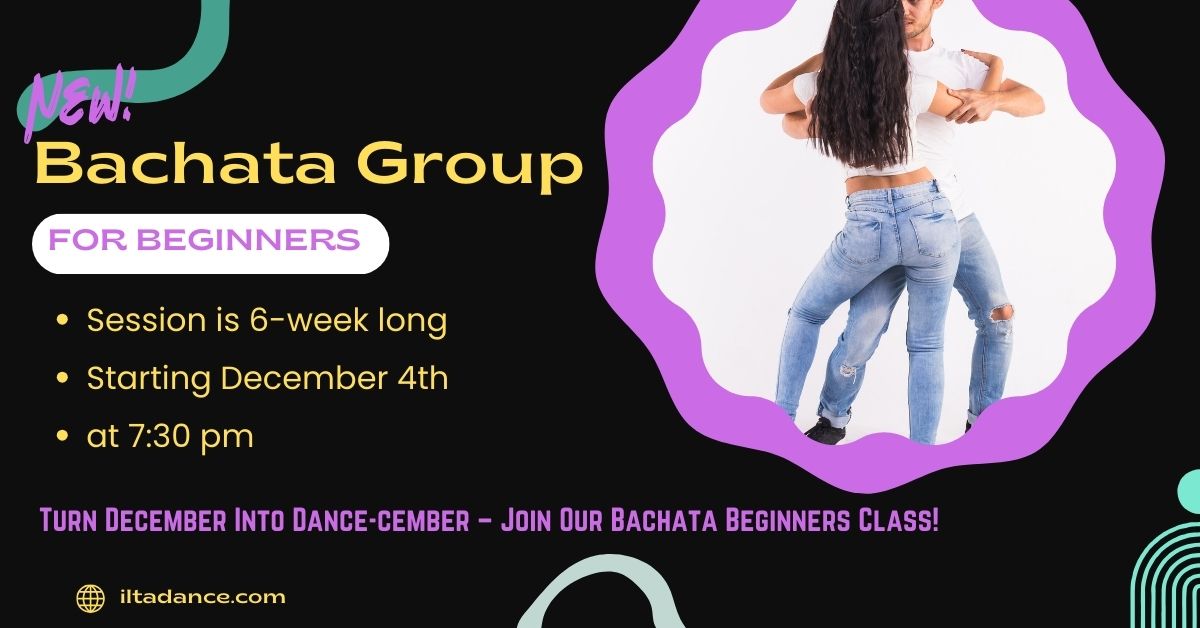 NEW!
Bachata Group
FOR BEGINNERS
• Session is 6-week long
• Starting December 4th
• at 7:30 pm
Turn December Into Dance-cember – Join Our Bachata Beginners Class!
iltadance.com